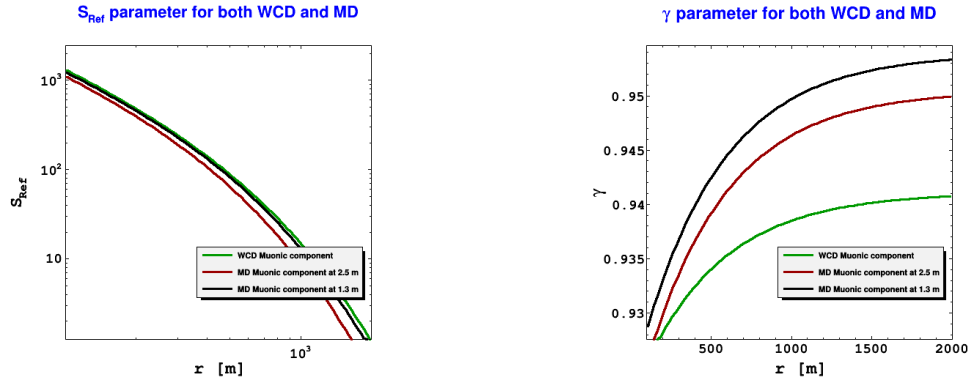 S_Ref parameter for both WCD and MD
10³
10²
10
S_Ref
WCD Muonic component
MD Muonic component at 2.5 m
MD Muonic component at 1.3 m
10³
r [m]
γ parameter for both WCD and MD
0.95
0.945
0.94
0.935
0.93
γ
WCD Muonic component
MD Muonic component at 2.5 m
MD Muonic component at 1.3 m
500
1000
1500
2000
r [m]